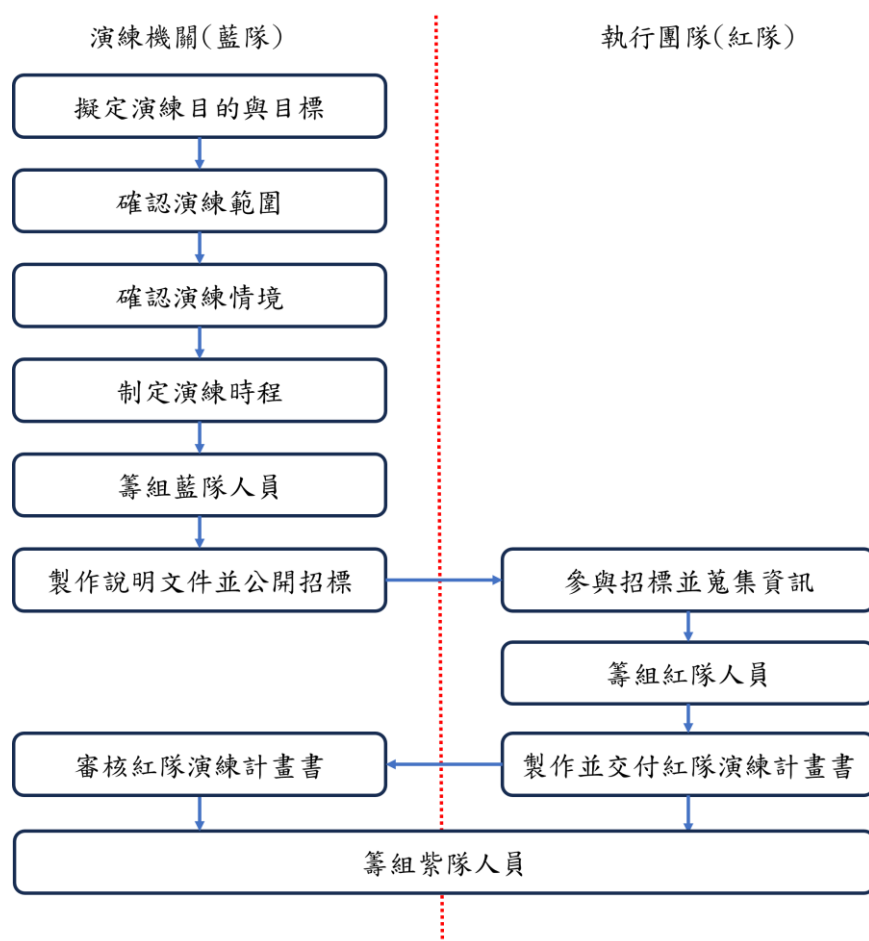 演練機關(藍隊)
執行團隊(紅隊)
擬定演練目的與目標
確認演練範圍
確認演練情境
制定演練時程
籌組藍隊人員
製作說明文件並公開招標
參與招標並蒐集資訊
籌組紅隊人員
製作並交付紅隊演練計畫書
審核紅隊演練計畫書
籌組紫隊人員